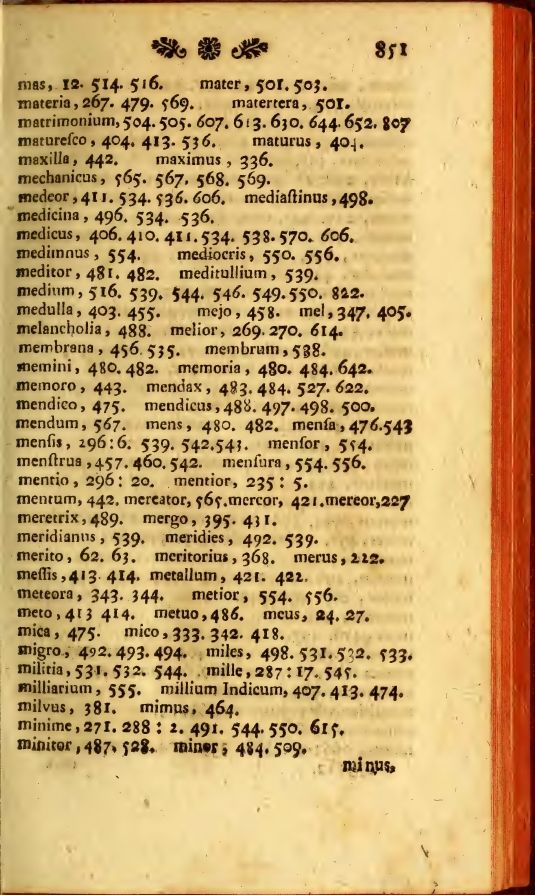 851
mas, 12. 514. 516. mater, 501. 503.
materia, 267. 479. 569. matertera, 501.
matrimonium, 504. 505. 607. 613. 630. 644. 652. 807
matureſco, 404. 413. 536. maturus, 404.
maxilla, 442. maximus, 336.
mechanicus, 565. 567. 568. 569.
medeor, 411. 534. 536. 606. mediaſtinus, 498.
medicina, 496. 534. 536.
medicus, 406. 410. 411. 534. 538. 570. 606.
medimnus, 554. mediocris, 550. 556.
meditor, 481. 482. meditullium, 539.
medium, 516. 539. 544. 546. 549. 550. 822.
medulla, 403. 455. mejo, 458. mel, 347. 405.
melancholia, 488. melior, 269. 270. 614.
membrana, 456. 535. membrum, 538.
memini, 480. 482. memoria, 480. 484. 642.
memoro, 443. mendax, 483. 484. 527. 622.
mendico, 475. mendicus, 488. 497. 498. 500.
mendum, 567. mens, 480. 482. menſa, 476. 543
menſis, 296: 6. 539. 542. 543. menſor, 554.
menſtrua, 457. 460. 542. menſura, 554. 556.
mentio, 296: 20. mentior, 235: 5.
mentum, 442. mercator, 565. mercor, 421. mereor, 227
meretrix, 489. mergo, 395. 431.
meridianus, 539. meridies, 492. 539.
merito, 62. 63. meritorius, 368. merus, 222.
meſſis, 413. 414. metallum, 421. 422.
meteora, 343. 344. metior, 554. 556.
meto, 413 414. metuo, 486. meus, 24. 27.
mica, 475. mico, 333. 342. 418.
migro, 492. 493. 494. miles, 498. 531. 532. 533.
militia, 531. 532. 544. mille, 287: 17. 545.
milliarium, 555. millium Indicum, 407. 413. 474.
milvus, 381. mimus, 464.
minime, 271. 288: 2. 491. 544. 550. 615.
minitor, 487. 528. minor, 484. 509.
minus,